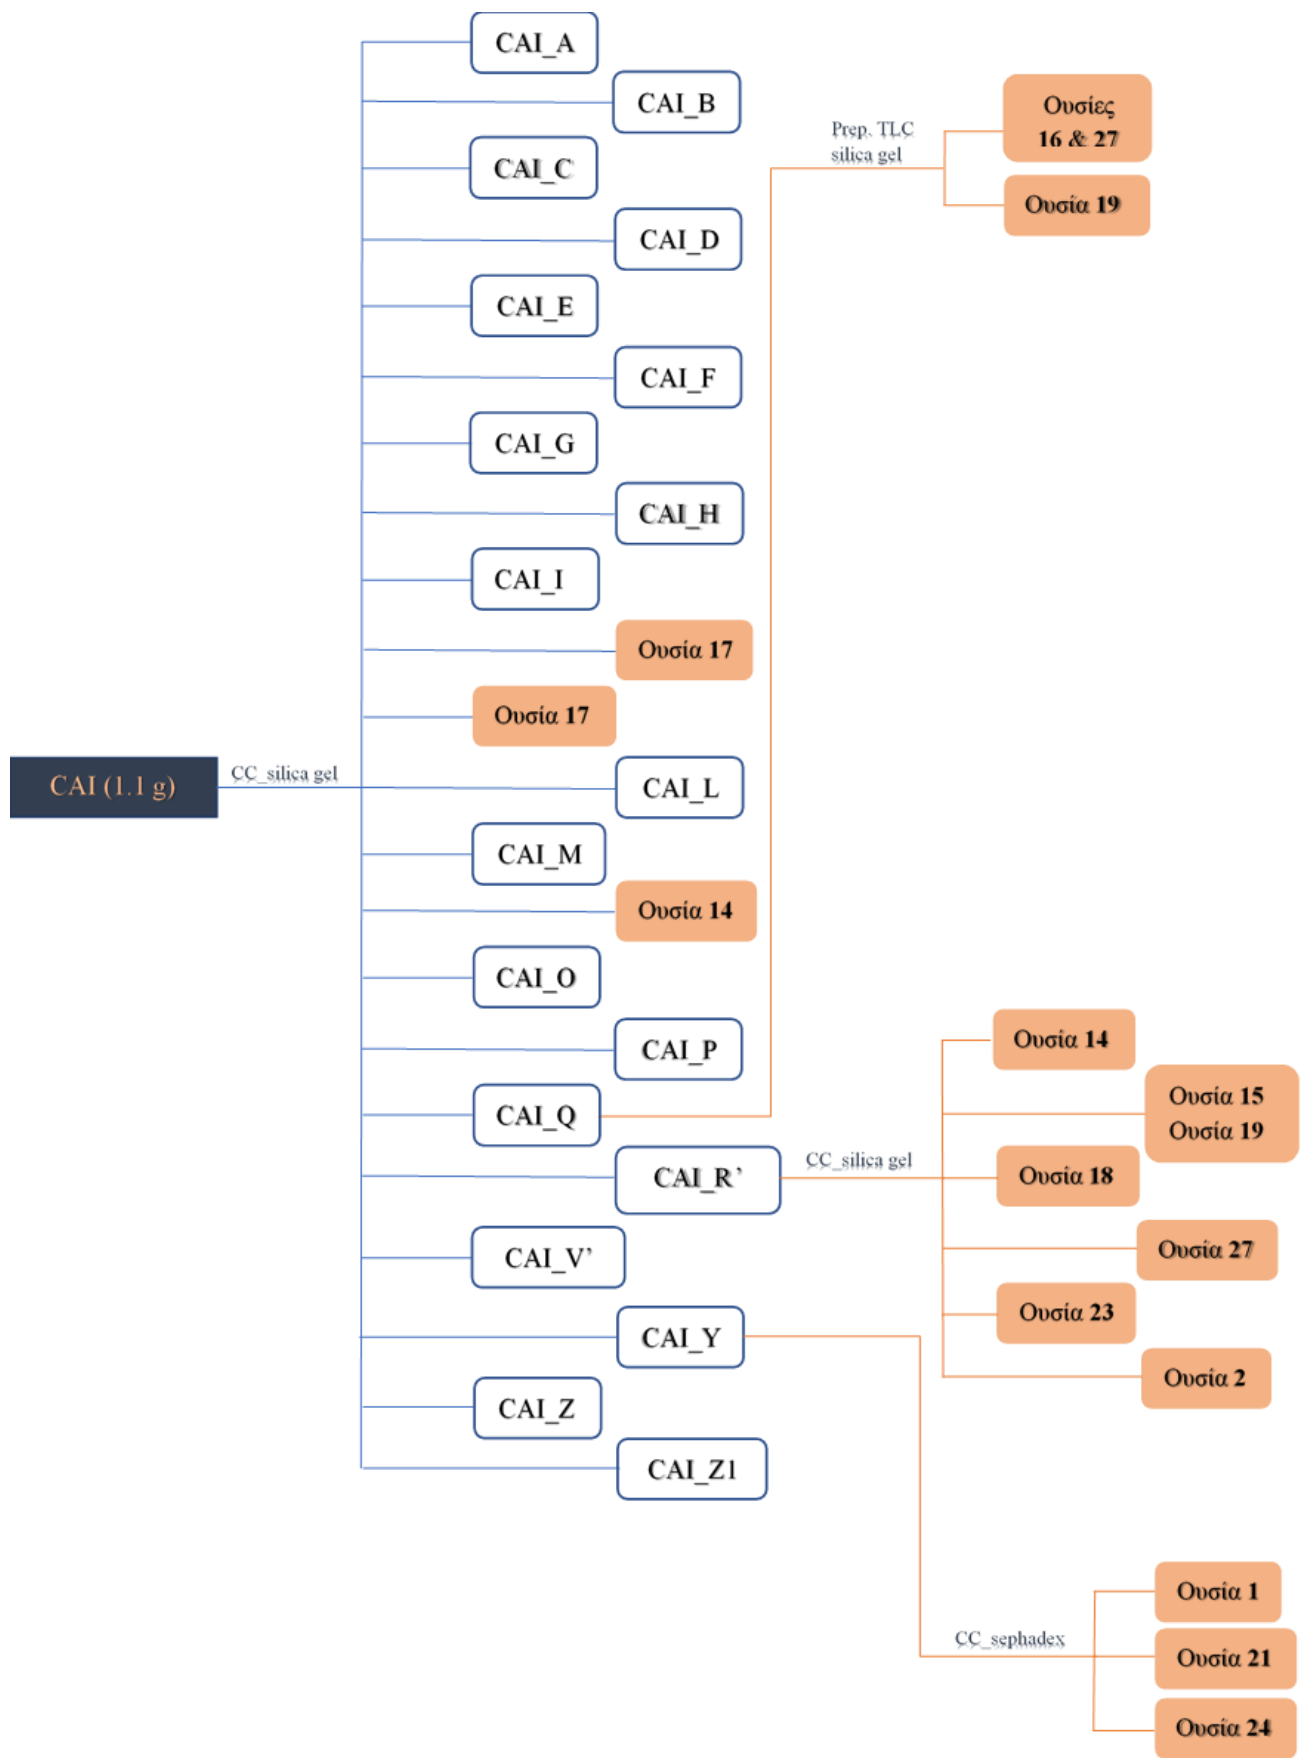 CAI (1.1 g)
CC_silica gel
CAI_A
CAI_B
CAI_C
CAI_D
CAI_E
CAI_F
CAI_G
CAI_H
CAI_I
Ουσία 17
Ουσία 17
CAI_L
CAI_M
Ουσία 14
CAI_O
CAI_P
CAI_Q
CAI_R’
CAI_V’
CAI_Y
CAI_Z
CAI_Z1
Prep. TLC
silica gel
Ουσίες
16 & 27
Ουσία 19
CC_silica gel
Ουσία 14
Ουσία 15
Ουσία 19
Ουσία 18
Ουσία 27
Ουσία 23
Ουσία 2
CC_sephadex
Ουσία 1
Ουσία 21
Ουσία 24